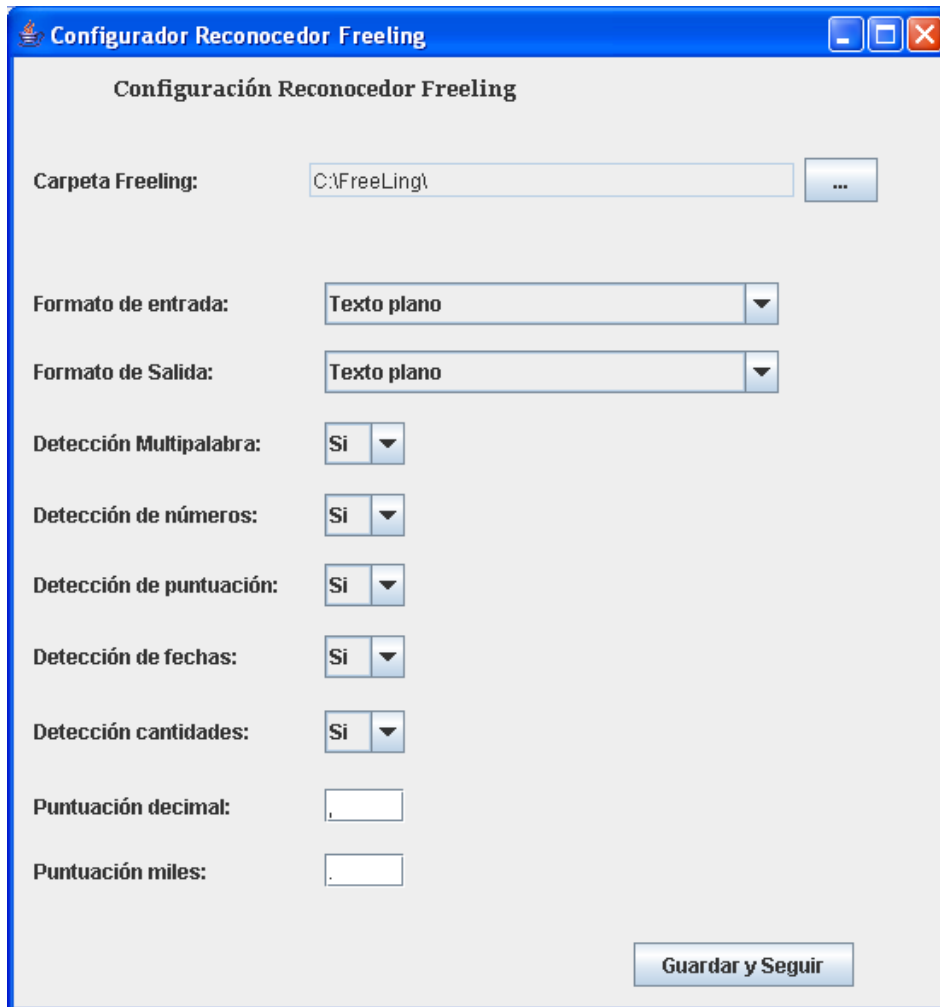 Configurador Reconocedor Freeling
Configuración Reconocedor Freeling
Carpeta Freeling: C:\FreeLing\ ...
Formato de entrada: Texto plano
Formato de Salida: Texto plano
Detección Multipalabra: Si
Detección de números: Si
Detección de puntuación: Si
Detección de fechas: Si
Detección cantidades: Si
Puntuación decimal: ,
Puntuación miles: .
Guardar y Seguir